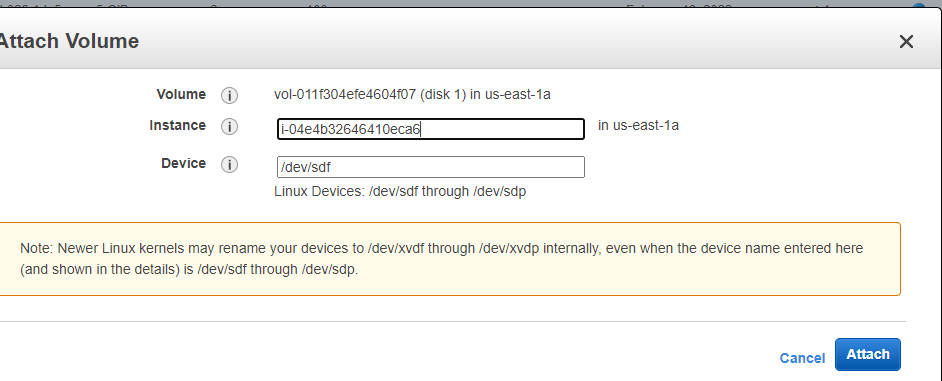 Attach Volume
Volume vol-011f304efe4604f07 (disk 1) in us-east-1a
Instance i-04e4b32646410eca6 in us-east-1a
Device /dev/sdf
Linux Devices: /dev/sdf through /dev/sdp
Note: Newer Linux kernels may rename your devices to /dev/xvdf through /dev/xvdp internally, even when the device name entered here
(and shown in the details) is /dev/sdf through /dev/sdp.
Cancel Attach